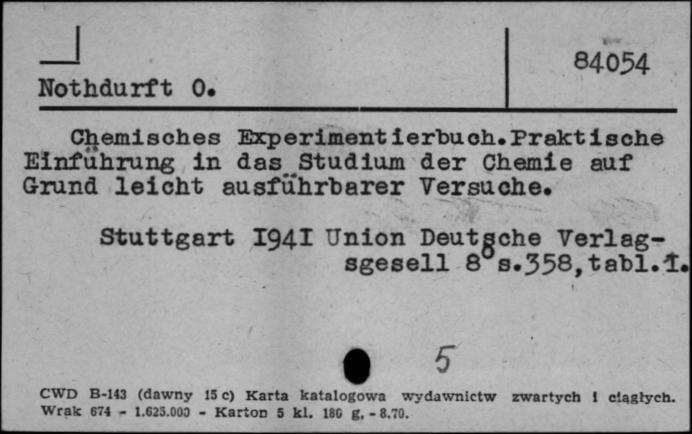 84054
Nothdurft O.
Chemisches Experimentierbuch.Praktische
Einführung in das Studium der Chemie auf
Grund leicht ausführbarer Versuche.
Stuttgart I94I Union Deutsche Verlag-
sgesell 8° s.358,tabl.1.
5
CWD B-143 (dawny 15 c) Karta katalogowa wydawnictw zwartych i ciągłych.
Wrak 674 - 1.625.000 - Karton 5 kl. 180 g, - 8.70.